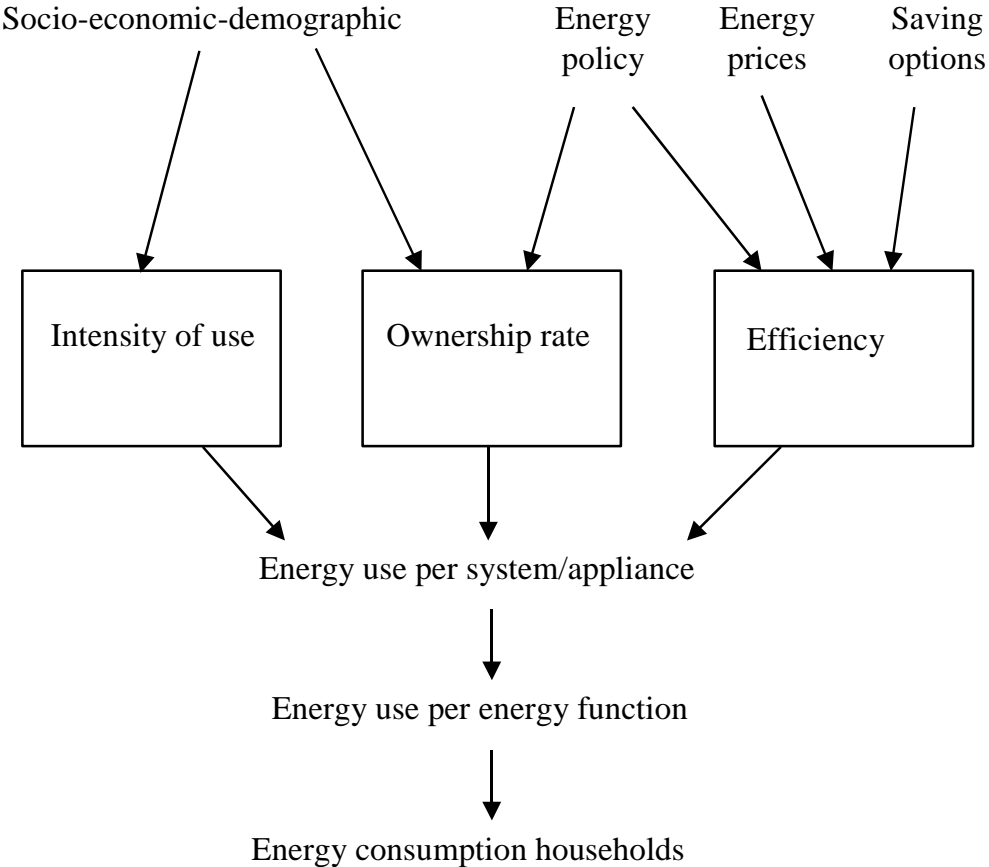 Socio-economic-demographic
Energy
policy
Energy
prices
Saving
options
Intensity of use
Ownership rate
Efficiency
Energy use per system/appliance
Energy use per energy function
Energy consumption households